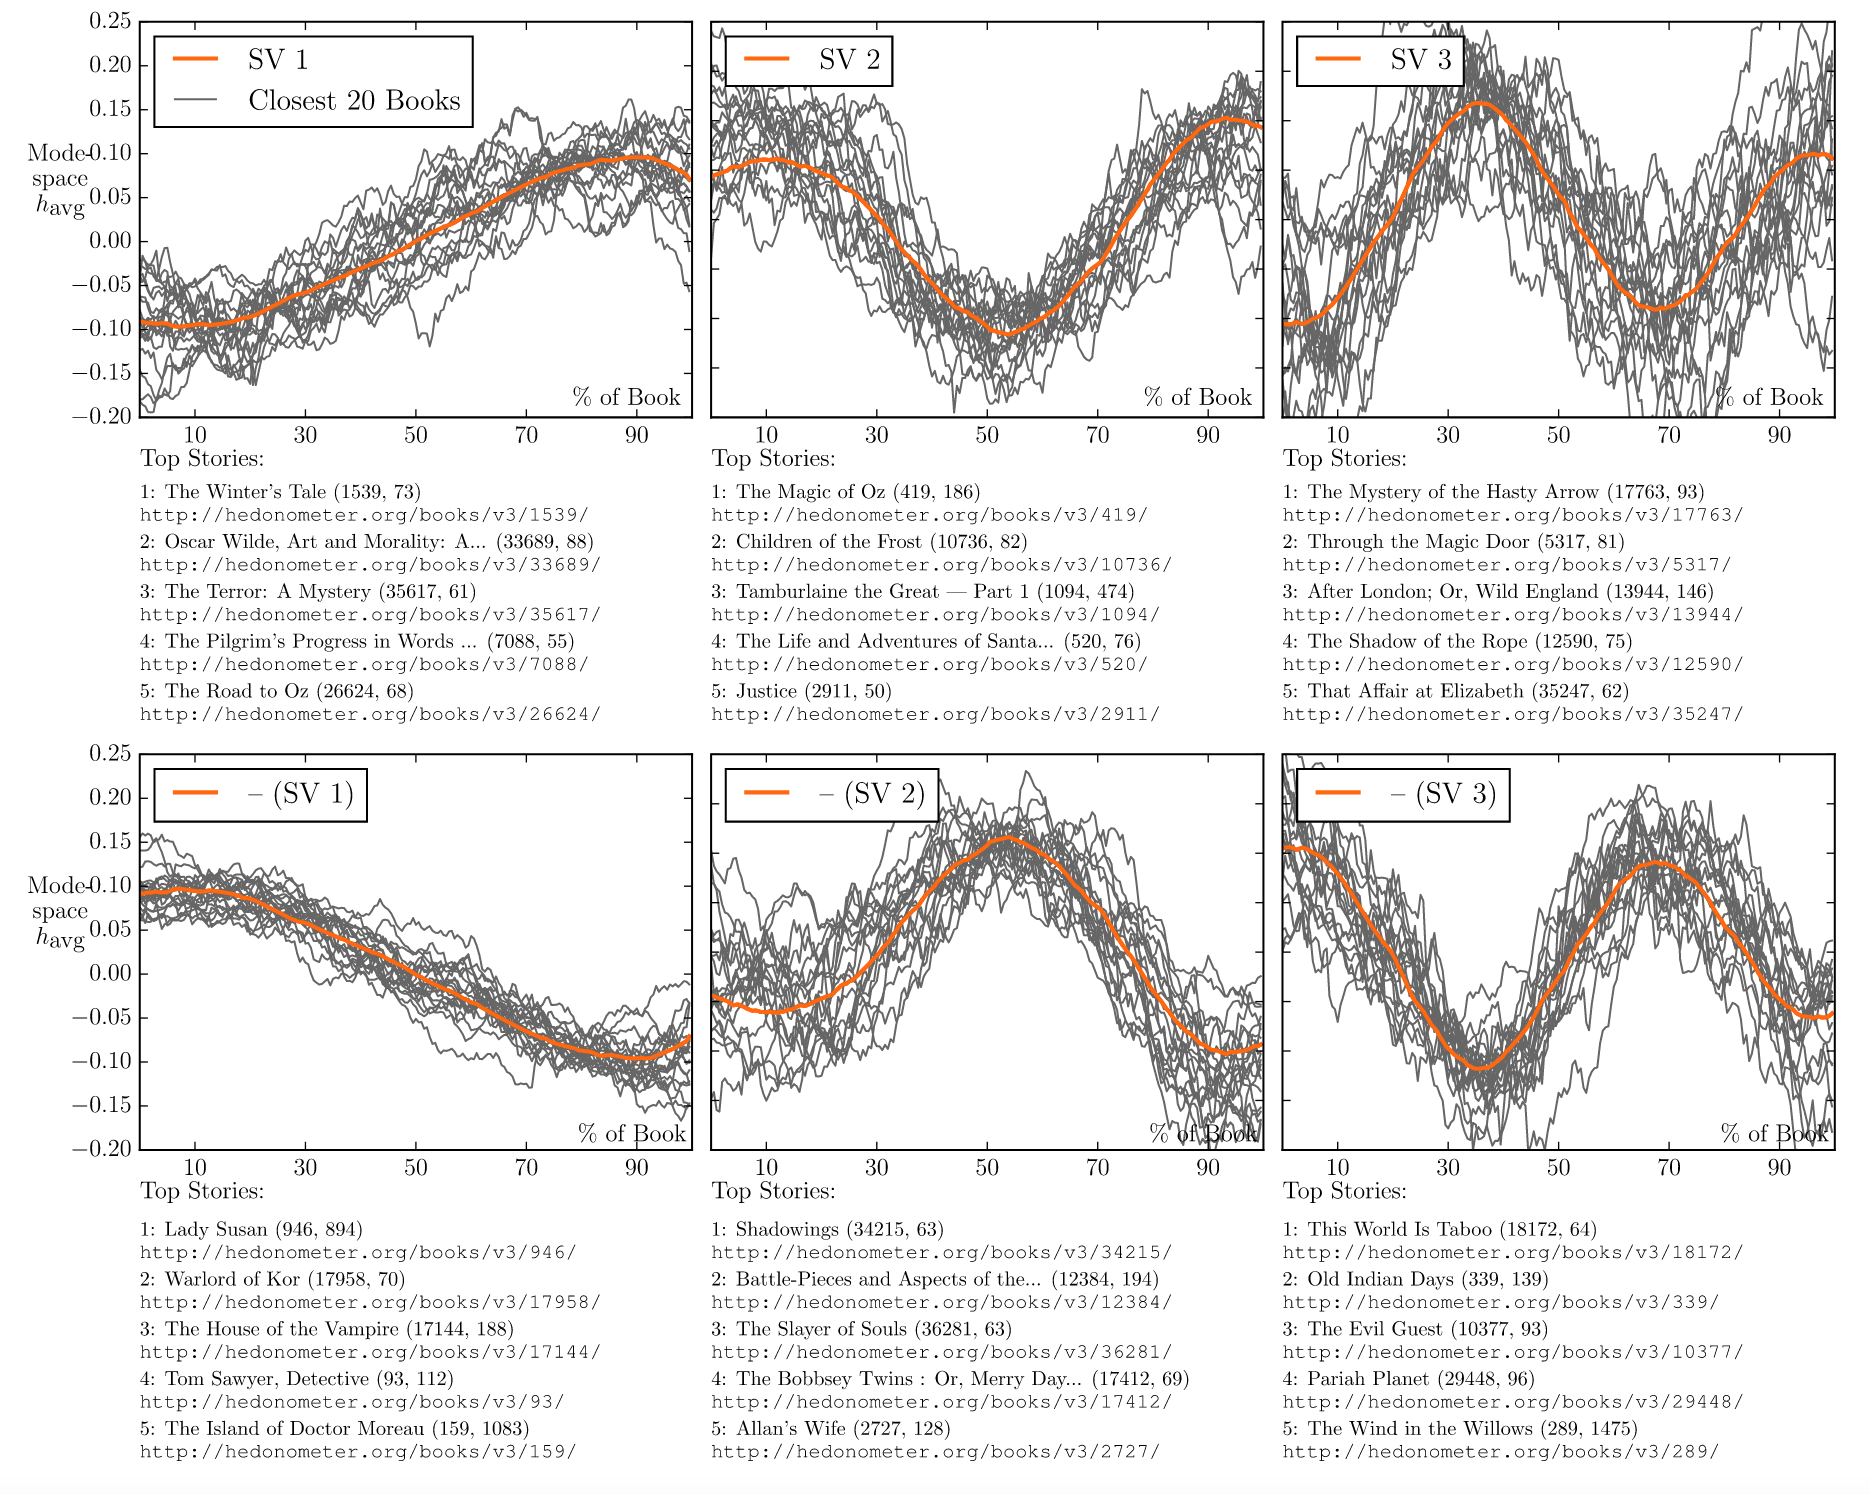 0.25
0.20
0.15
0.10
0.05
0.00
−0.05
−0.10
−0.15
−0.20
Mode-
space
havg
SV 1
Closest 20 Books
% of Book
10 30 50 70 90
SV 2
% of Book
10 30 50 70 90
SV 3
% of Book
10 30 50 70 90
Top Stories:
1: The Winter's Tale (1539, 73)
http://hedonometer.org/books/v3/1539/
2: Oscar Wilde, Art and Morality: A... (33689, 88)
http://hedonometer.org/books/v3/33689/
3: The Terror: A Mystery (35617, 61)
http://hedonometer.org/books/v3/35617/
4: The Pilgrim's Progress in Words ... (7088, 55)
http://hedonometer.org/books/v3/7088/
5: The Road to Oz (26624, 68)
http://hedonometer.org/books/v3/26624/
Top Stories:
1: The Magic of Oz (419, 186)
http://hedonometer.org/books/v3/419/
2: Children of the Frost (10736, 82)
http://hedonometer.org/books/v3/10736/
3: Tamburlaine the Great — Part 1 (1094, 474)
http://hedonometer.org/books/v3/1094/
4: The Life and Adventures of Santa... (520, 76)
http://hedonometer.org/books/v3/520/
5: Justice (2911, 50)
http://hedonometer.org/books/v3/2911/
Top Stories:
1: The Mystery of the Hasty Arrow (17763, 93)
http://hedonometer.org/books/v3/17763/
2: Through the Magic Door (5317, 81)
http://hedonometer.org/books/v3/5317/
3: After London; Or, Wild England (13944, 146)
http://hedonometer.org/books/v3/13944/
4: The Shadow of the Rope (12590, 75)
http://hedonometer.org/books/v3/12590/
5: That Affair at Elizabeth (35247, 62)
http://hedonometer.org/books/v3/35247/
0.25
0.20
0.15
0.10
0.05
0.00
−0.05
−0.10
−0.15
−0.20
Mode-
space
havg
– (SV 1)
% of Book
10 30 50 70 90
– (SV 2)
% of Book
10 30 50 70 90
– (SV 3)
% of Book
10 30 50 70 90
Top Stories:
1: Lady Susan (946, 894)
http://hedonometer.org/books/v3/946/
2: Warlord of Kor (17958, 70)
http://hedonometer.org/books/v3/17958/
3: The House of the Vampire (17144, 188)
http://hedonometer.org/books/v3/17144/
4: Tom Sawyer, Detective (93, 112)
http://hedonometer.org/books/v3/93/
5: The Island of Doctor Moreau (159, 1083)
http://hedonometer.org/books/v3/159/
Top Stories:
1: Shadowings (34215, 63)
http://hedonometer.org/books/v3/34215/
2: Battle-Pieces and Aspects of the... (12384, 194)
http://hedonometer.org/books/v3/12384/
3: The Slayer of Souls (36281, 63)
http://hedonometer.org/books/v3/36281/
4: The Bobbsey Twins : Or, Merry Day... (17412, 69)
http://hedonometer.org/books/v3/17412/
5: Allan's Wife (2727, 128)
http://hedonometer.org/books/v3/2727/
Top Stories:
1: This World Is Taboo (18172, 64)
http://hedonometer.org/books/v3/18172/
2: Old Indian Days (339, 139)
http://hedonometer.org/books/v3/339/
3: The Evil Guest (10377, 93)
http://hedonometer.org/books/v3/10377/
4: Pariah Planet (29448, 96)
http://hedonometer.org/books/v3/29448/
5: The Wind in the Willows (289, 1475)
http://hedonometer.org/books/v3/289/